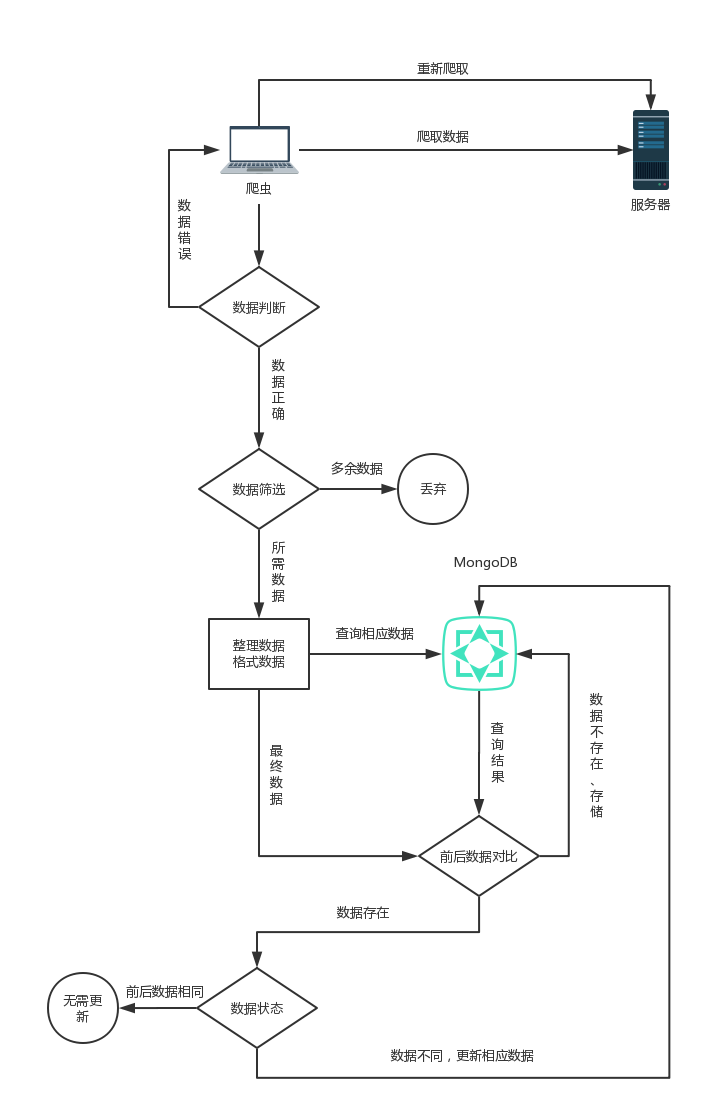 重新爬取
爬取数据
爬虫
服务器
数据错误
数据判断
数据正确
数据筛选
多余数据
丢弃
所需数据
MongoDB
整理数据
格式数据
查询相应数据
最终数据
查询结果
数据不存在、存储
前后数据对比
数据存在
数据状态
前后数据相同
无需更
新
数据不同，更新相应数据